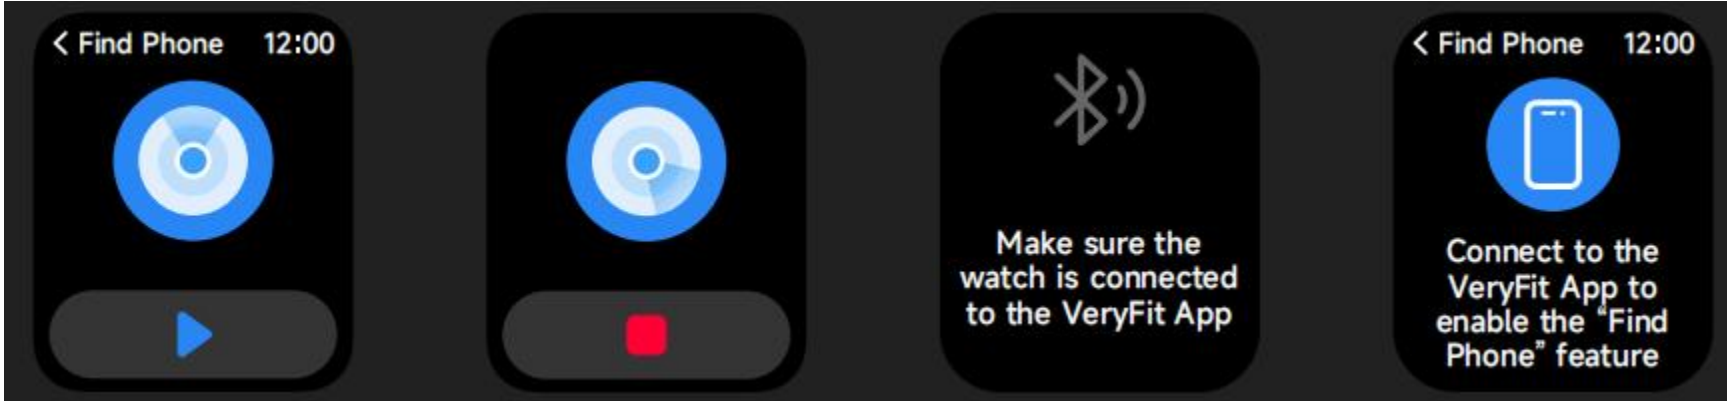 < Find Phone 12:00
Make sure the
watch is connected
to the VeryFit App
< Find Phone 12:00
Connect to the
VeryFit App to
enable the “Find
Phone” feature